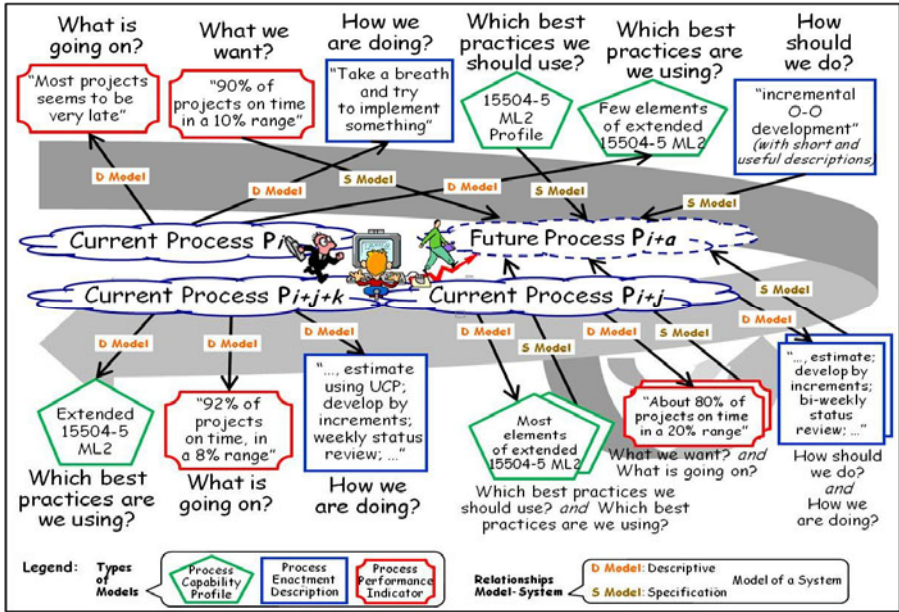 What is
going on?
What we
want?
How we
are doing?
Which best
practices we
should use?
Which best
practices are
we using?
How
should
we do?
“Most projects
seems to be
very late”
“90% of
projects on time
in a 10% range”
“Take a breath
and try
to implement
something”
15504-5
ML2
Profile
Few elements
of extended
15504-5 ML2
“incremental
O-O
development”
(with short and
useful descriptions)
D Model
D Model
S Model
D Model
S Model
S Model
Current Process Pi
Future Process Pi+a
Current Process Pi+j+k
Current Process Pi+j
D Model
D Model
D Model
D Model
S Model
D Model
S Model
D Model
S Model
Extended
15504-5
ML2
“92% of
projects
on time, in
a 8% range”
“..., estimate
using UCP;
develop by
increments;
weekly status
review; ...”
Most
elements
of extended
15504-5 ML2
“About 80% of
projects on time
in a 20% range”
“..., estimate;
develop by
increments;
bi-weekly
status
review; ...”
Which best
practices are
we using?
What is
going on?
How we
are doing?
Which best practices we
should use? and Which best
practices are we using?
What we want? and
What is going on?
How should
we do?
and
How we
are doing?
Legend:
Types
of
Models
Process
Capability
Profile
Process
Enactment
Description
Process
Performance
Indicator
Relationships
Model-System
D Model: Descriptive
S Model: Specification
Model of a System